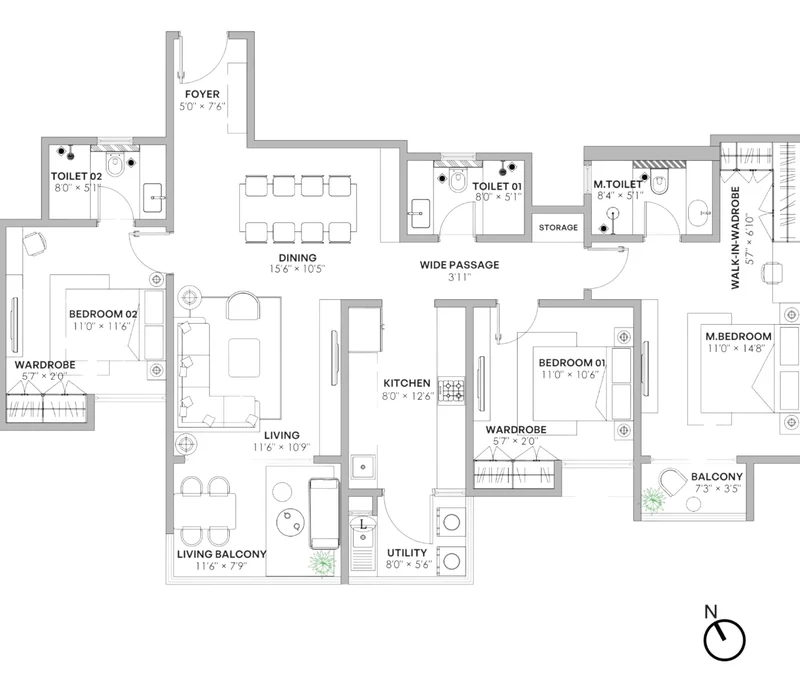 FOYER
5'0" × 7'6"
TOILET 02
8'0" × 5'1"
TOILET 01
8'0" × 5'1"
M.TOILET
8'4" × 5'1"
WALK-IN-WADROBE
5'7" × 6'10"
STORAGE
DINING
15'6" × 10'5"
WIDE PASSAGE
3'11"
BEDROOM 02
11'0" × 11'6"
WARDROBE
5'7" × 2'0"
KITCHEN
8'0" × 12'6"
BEDROOM 01
11'0" × 10'6"
M.BEDROOM
11'0" × 14'8"
LIVING
11'6" × 10'9"
WARDROBE
5'7" × 2'0"
BALCONY
7'3" × 3'5"
L
LIVING BALCONY
11'6" × 7'9"
UTILITY
8'0" × 5'6"
N